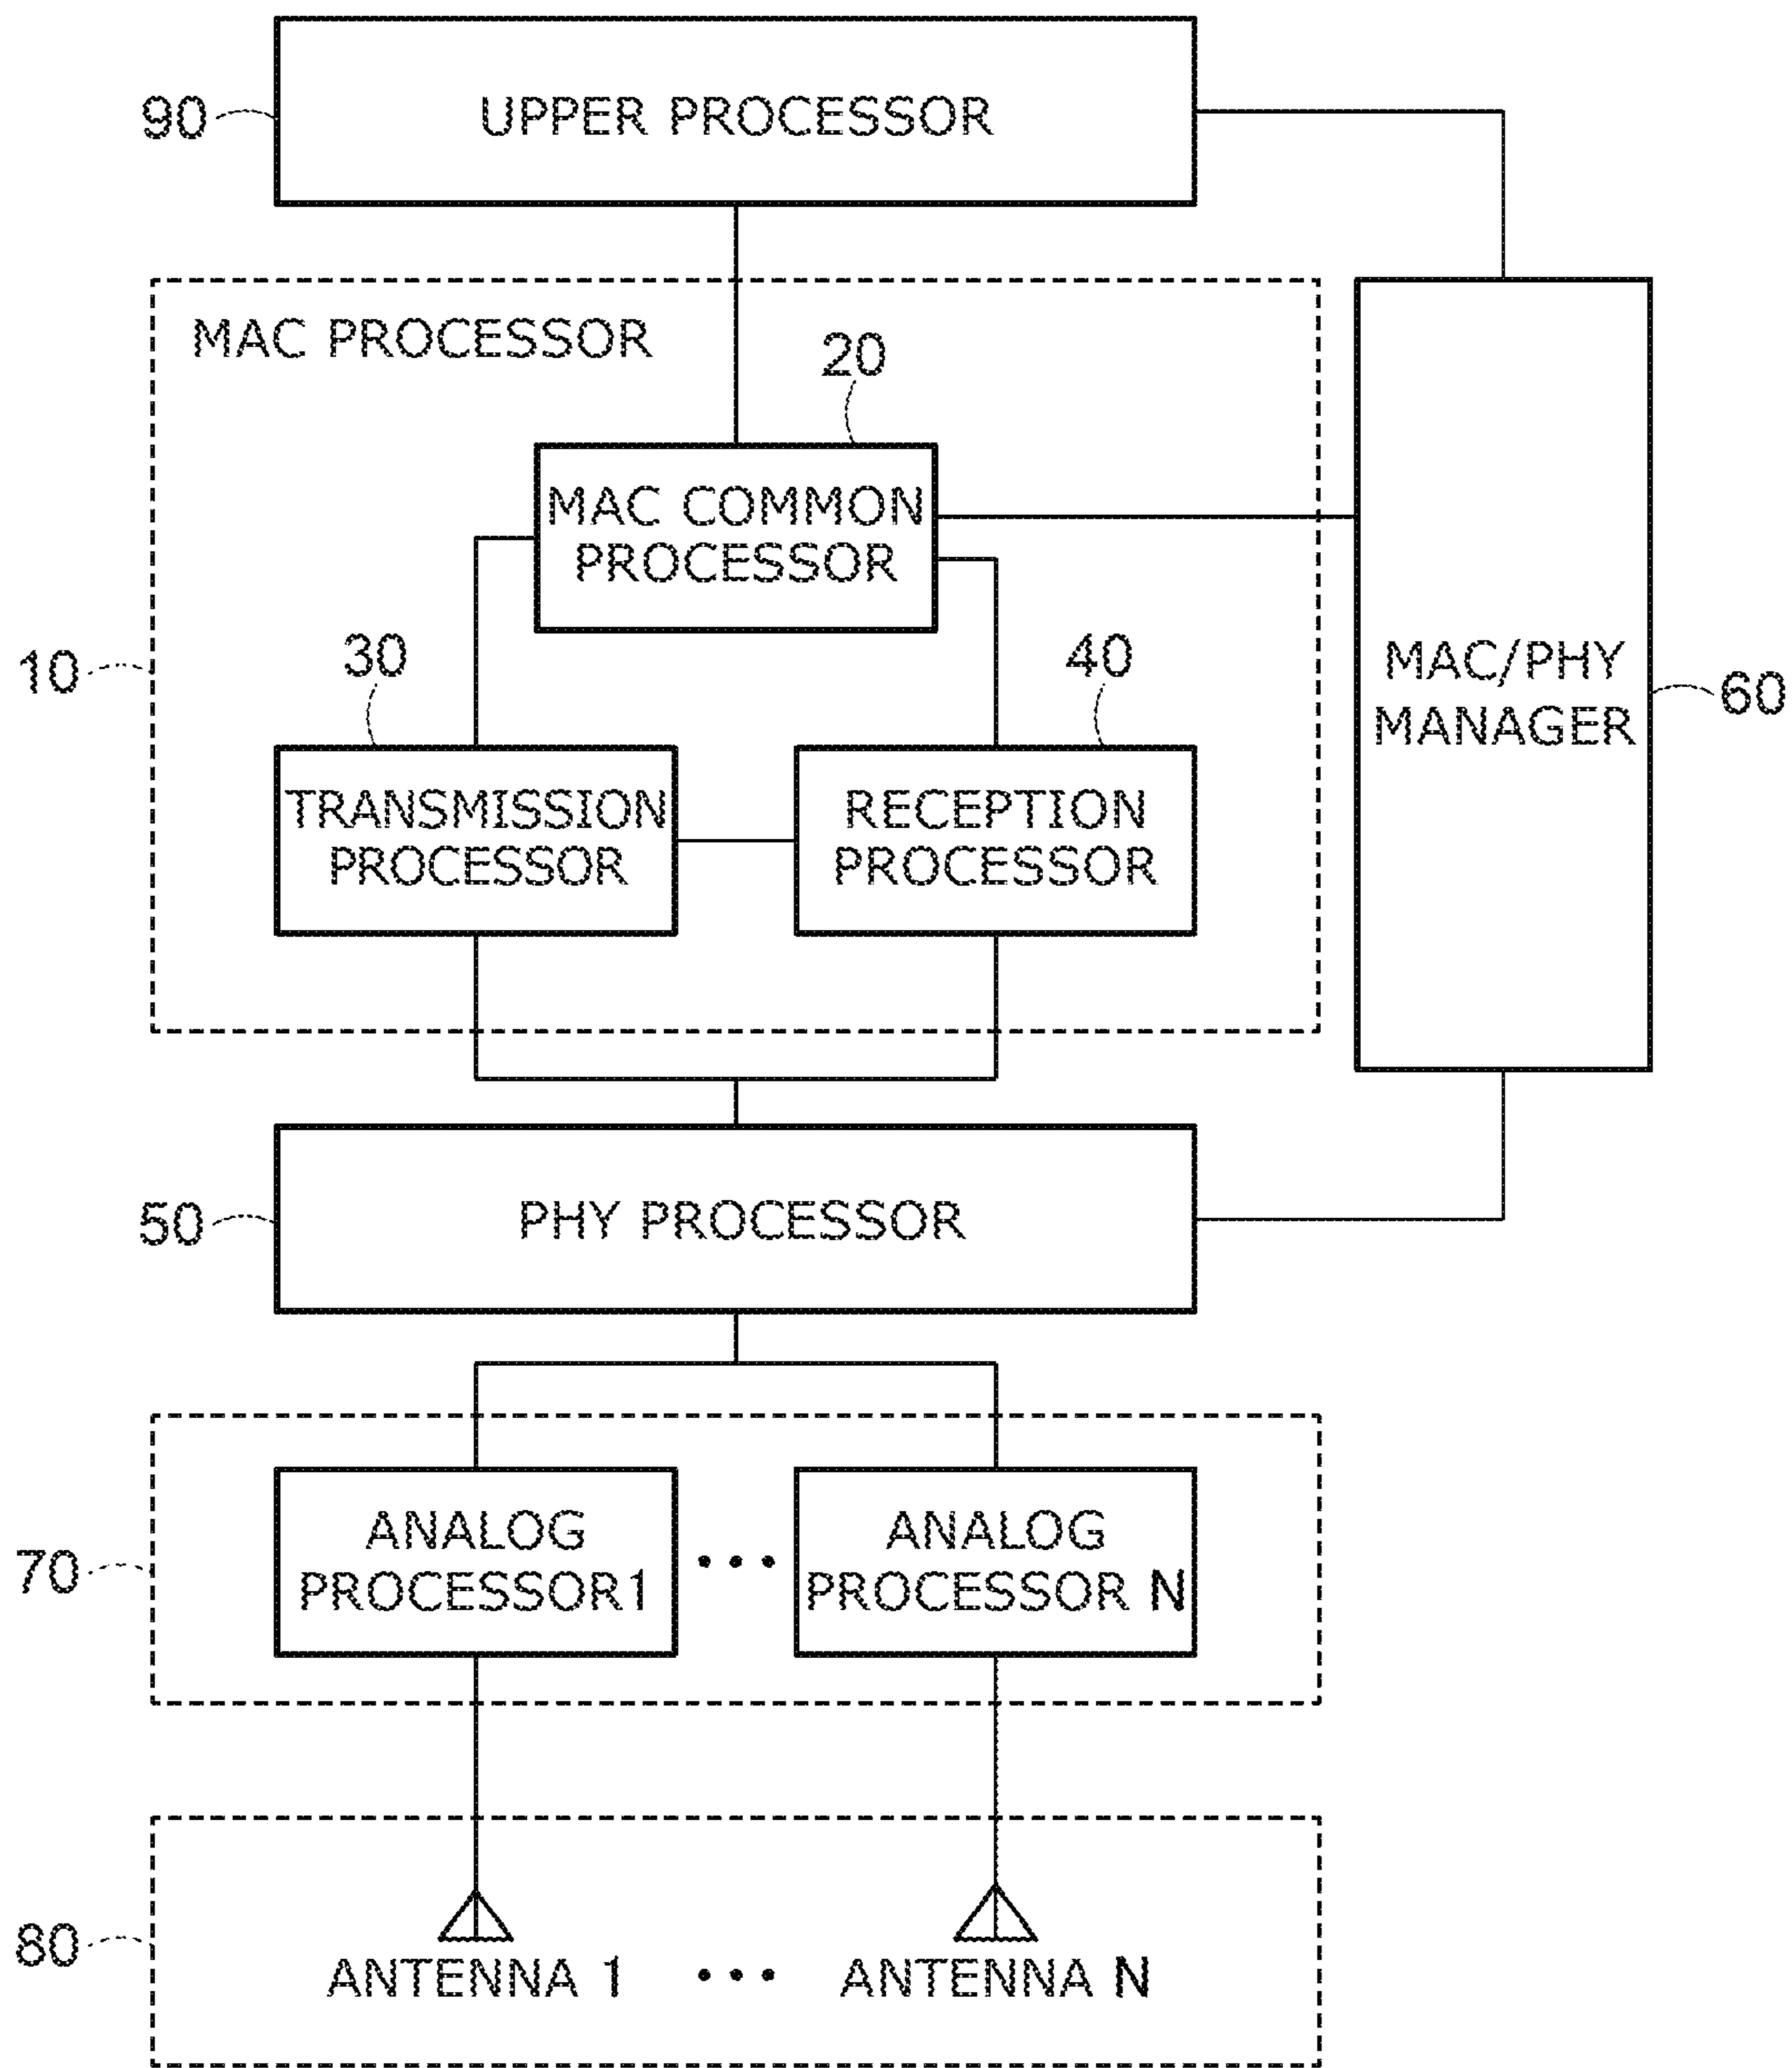 90
UPPER PROCESSOR
MAC PROCESSOR
20
MAC COMMON
PROCESSOR
10
30
40
MAC/PHY
MANAGER
60
TRANSMISSION
PROCESSOR
RECEPTION
PROCESSOR
50
PHY PROCESSOR
70
ANALOG
PROCESSOR1
•••
ANALOG
PROCESSOR N
80
ANTENNA 1 ••• ANTENNA N